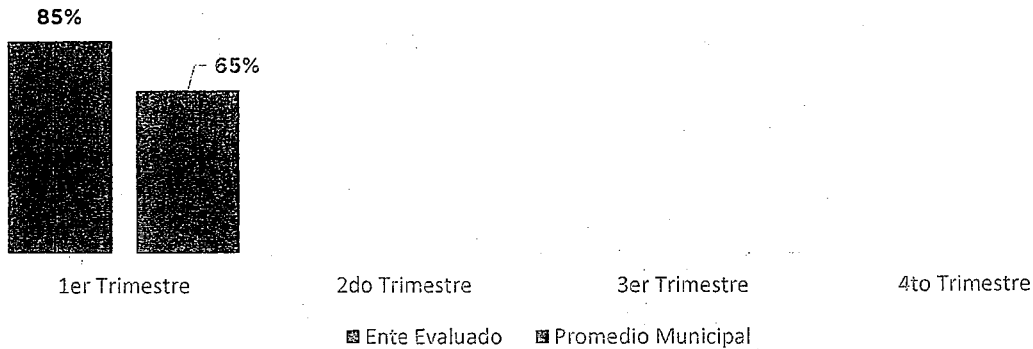 85%
65%
1er Trimestre 2do Trimestre 3er Trimestre 4to Trimestre
Ente Evaluado Promedio Municipal